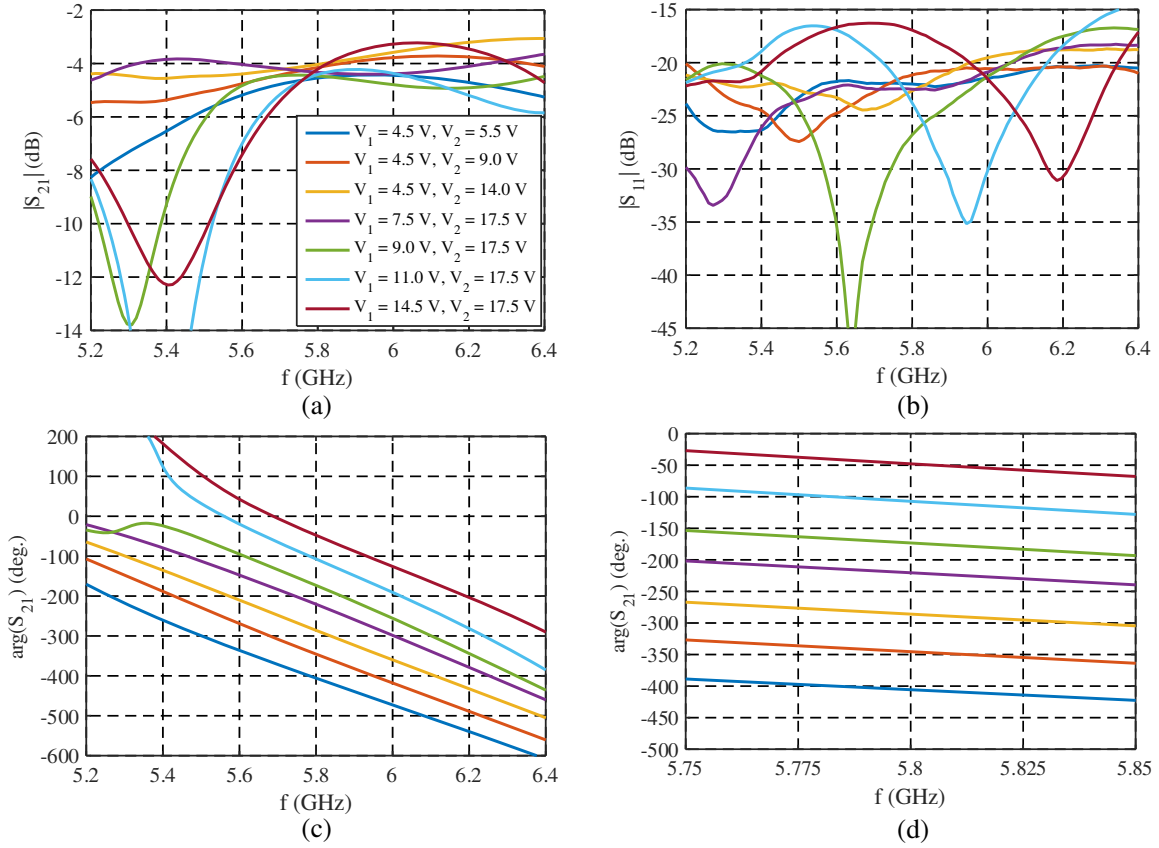 -2
-4
-6
-8
-10
-12
-14
|S21| (dB)
V1 = 4.5 V, V2 = 5.5 V
V1 = 4.5 V, V2 = 9.0 V
V1 = 4.5 V, V2 = 14.0 V
V1 = 7.5 V, V2 = 17.5 V
V1 = 9.0 V, V2 = 17.5 V
V1 = 11.0 V, V2 = 17.5 V
V1 = 14.5 V, V2 = 17.5 V
5.2 5.4 5.6 5.8 6 6.2 6.4
f (GHz)
(a)
-15
-20
-25
-30
-35
-40
-45
|S11| (dB)
5.2 5.4 5.6 5.8 6 6.2 6.4
f (GHz)
(b)
200
100
0
-100
-200
-300
-400
-500
-600
arg(S21) (deg.)
5.2 5.4 5.6 5.8 6 6.2 6.4
f (GHz)
(c)
0
-50
-100
-150
-200
-250
-300
-350
-400
-450
-500
arg(S21) (deg.)
5.75 5.775 5.8 5.825 5.85
f (GHz)
(d)